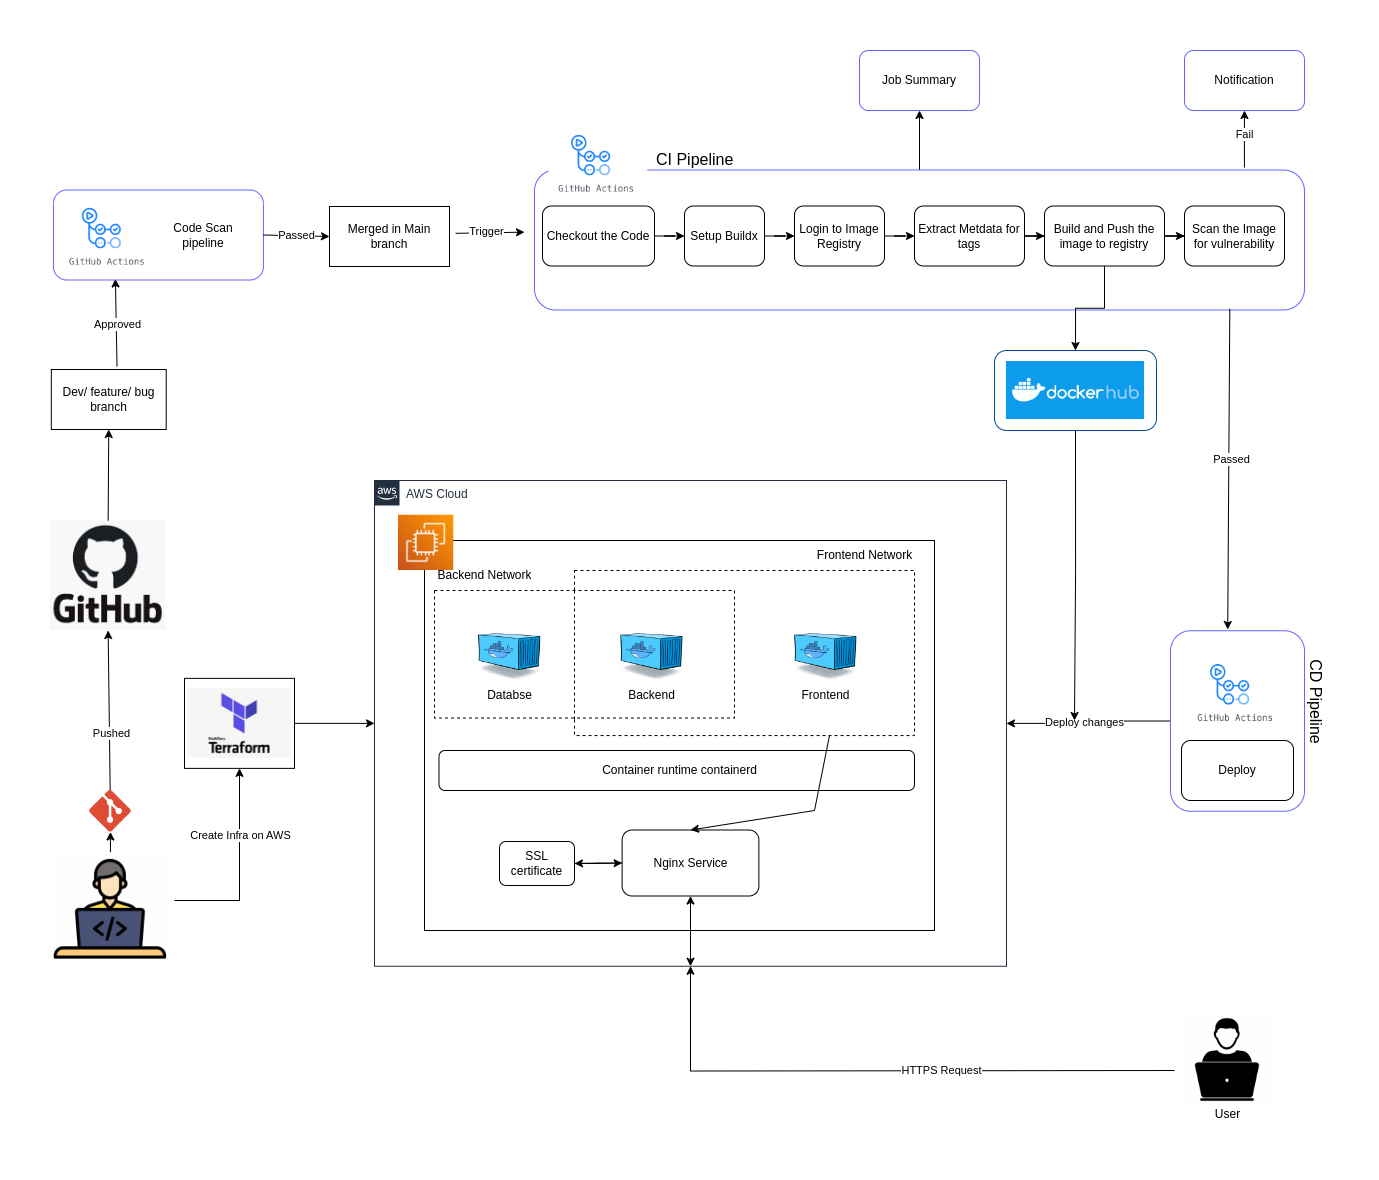 Job Summary
Notification
Fail
CI Pipeline
GitHub Actions
Checkout the Code
Setup Buildx
Login to Image
Registry
Extract Metdata for
tags
Build and Push the
image to registry
Scan the Image
for vulnerability
GitHub Actions
Code Scan
pipeline
Passed
Merged in Main
branch
Trigger
Approved
Dev/ feature/ bug
branch
GitHub
Pushed
dockerhub
Passed
aws
AWS Cloud
Frontend Network
Backend Network
Databse
Backend
Frontend
Container runtime containerd
SSL
certificate
Nginx Service
HashiCorp
Terraform
Create Infra on AWS
</>
Deploy changes
GitHub Actions
Deploy
CD Pipeline
HTTPS Request
User